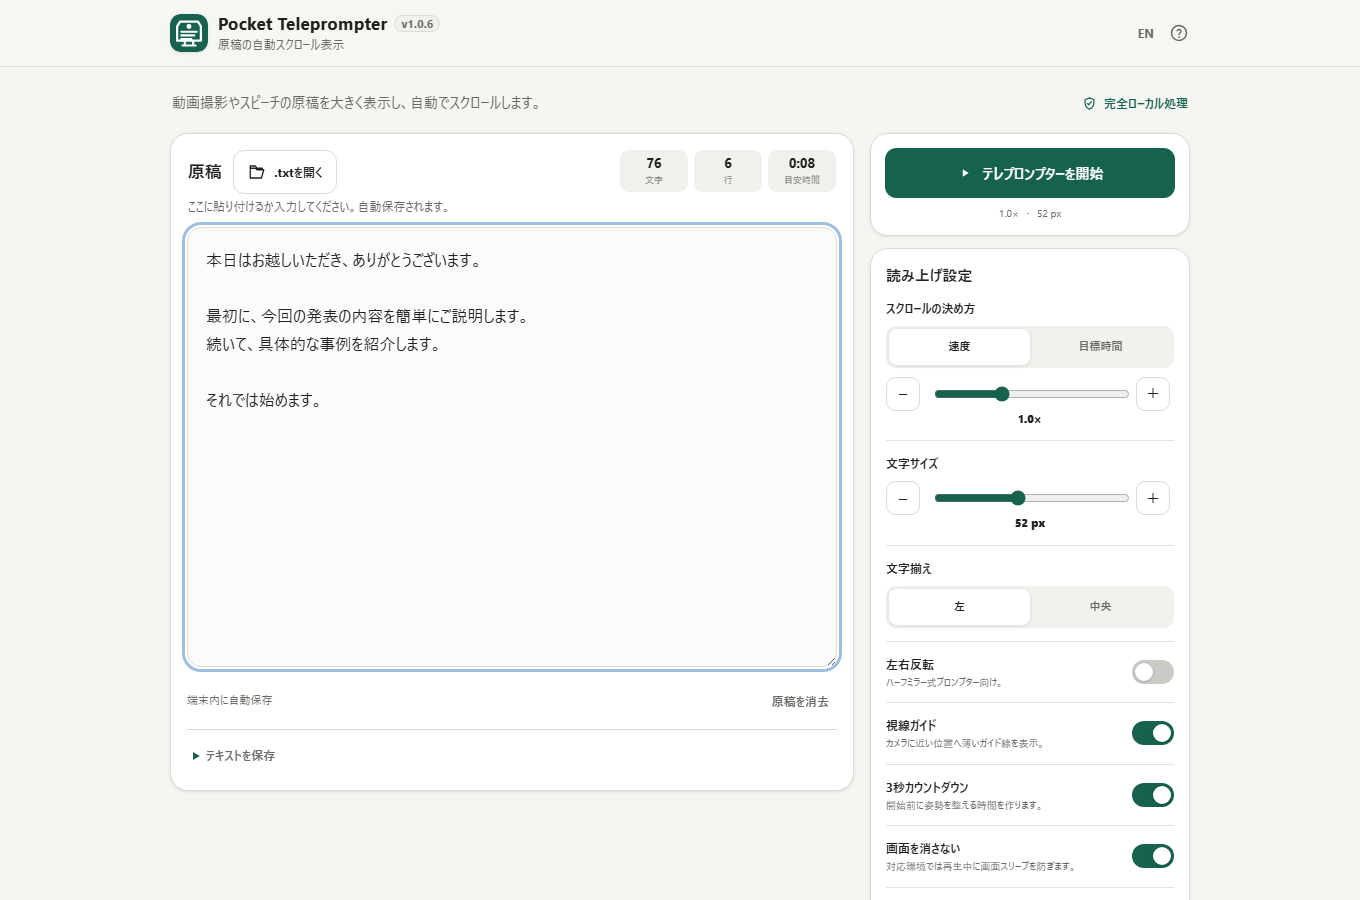 Pocket Teleprompter v1.0.6
原稿の自動スクロール表示
EN
動画撮影やスピーチの原稿を大きく表示し、自動でスクロールします。
完全ローカル処理
原稿
.txtを開く
76
文字
6
行
0:08
目安時間
ここに貼り付けるか入力してください。自動保存されます。
本日はお越しいただき、ありがとうございます。
最初に、今回の発表の内容を簡単にご説明します。
続いて、具体的な事例を紹介します。
それでは始めます。
端末内に自動保存
原稿を消去
テキストを保存
テレプロンプターを開始
1.0× · 52 px
読み上げ設定
スクロールの決め方
速度
目標時間
−
+
1.0×
文字サイズ
−
+
52 px
文字揃え
左
中央
左右反転
ハーフミラー式プロンプター向け。
視線ガイド
カメラに近い位置へ薄いガイド線を表示。
3秒カウントダウン
開始前に姿勢を整える時間を作ります。
画面を消さない
対応環境では再生中に画面スリープを防ぎます。